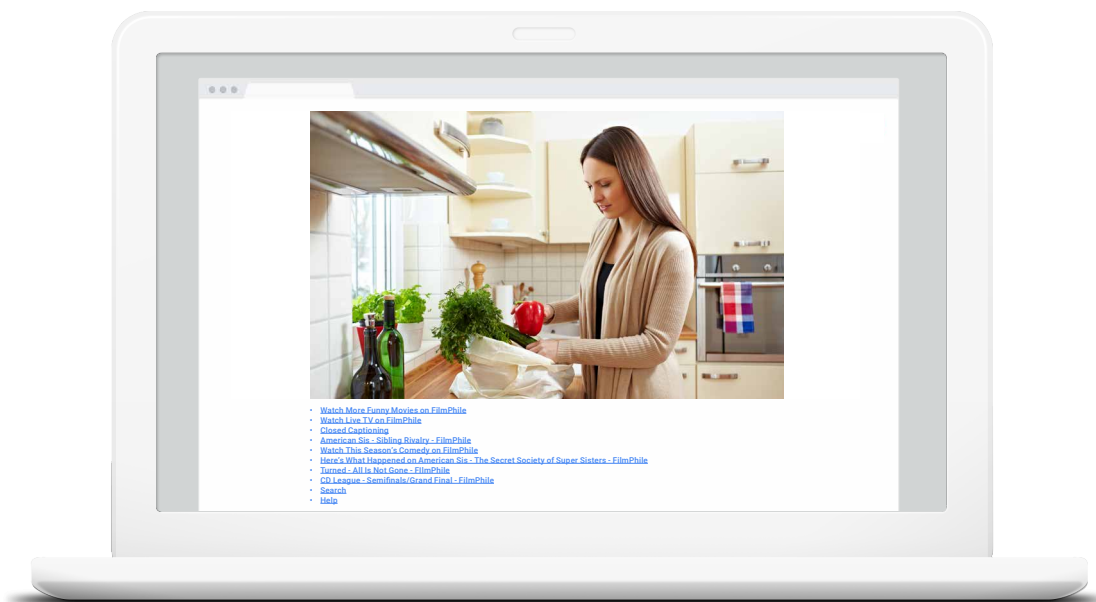 Watch More Funny Movies on FilmPhile
Watch Live TV on FilmPhile
Closed Captioning
American Sis - Sibling Rivalry - FilmPhile
Watch This Season's Comedy on FilmPhile
Here's What Happened on American Sis - The Secret Society of Super Sisters - FilmPhile
Turned - All Is Not Gone - FIlmPhile
CD League - Semifinals/Grand Final - FilmPhile
Search
Help